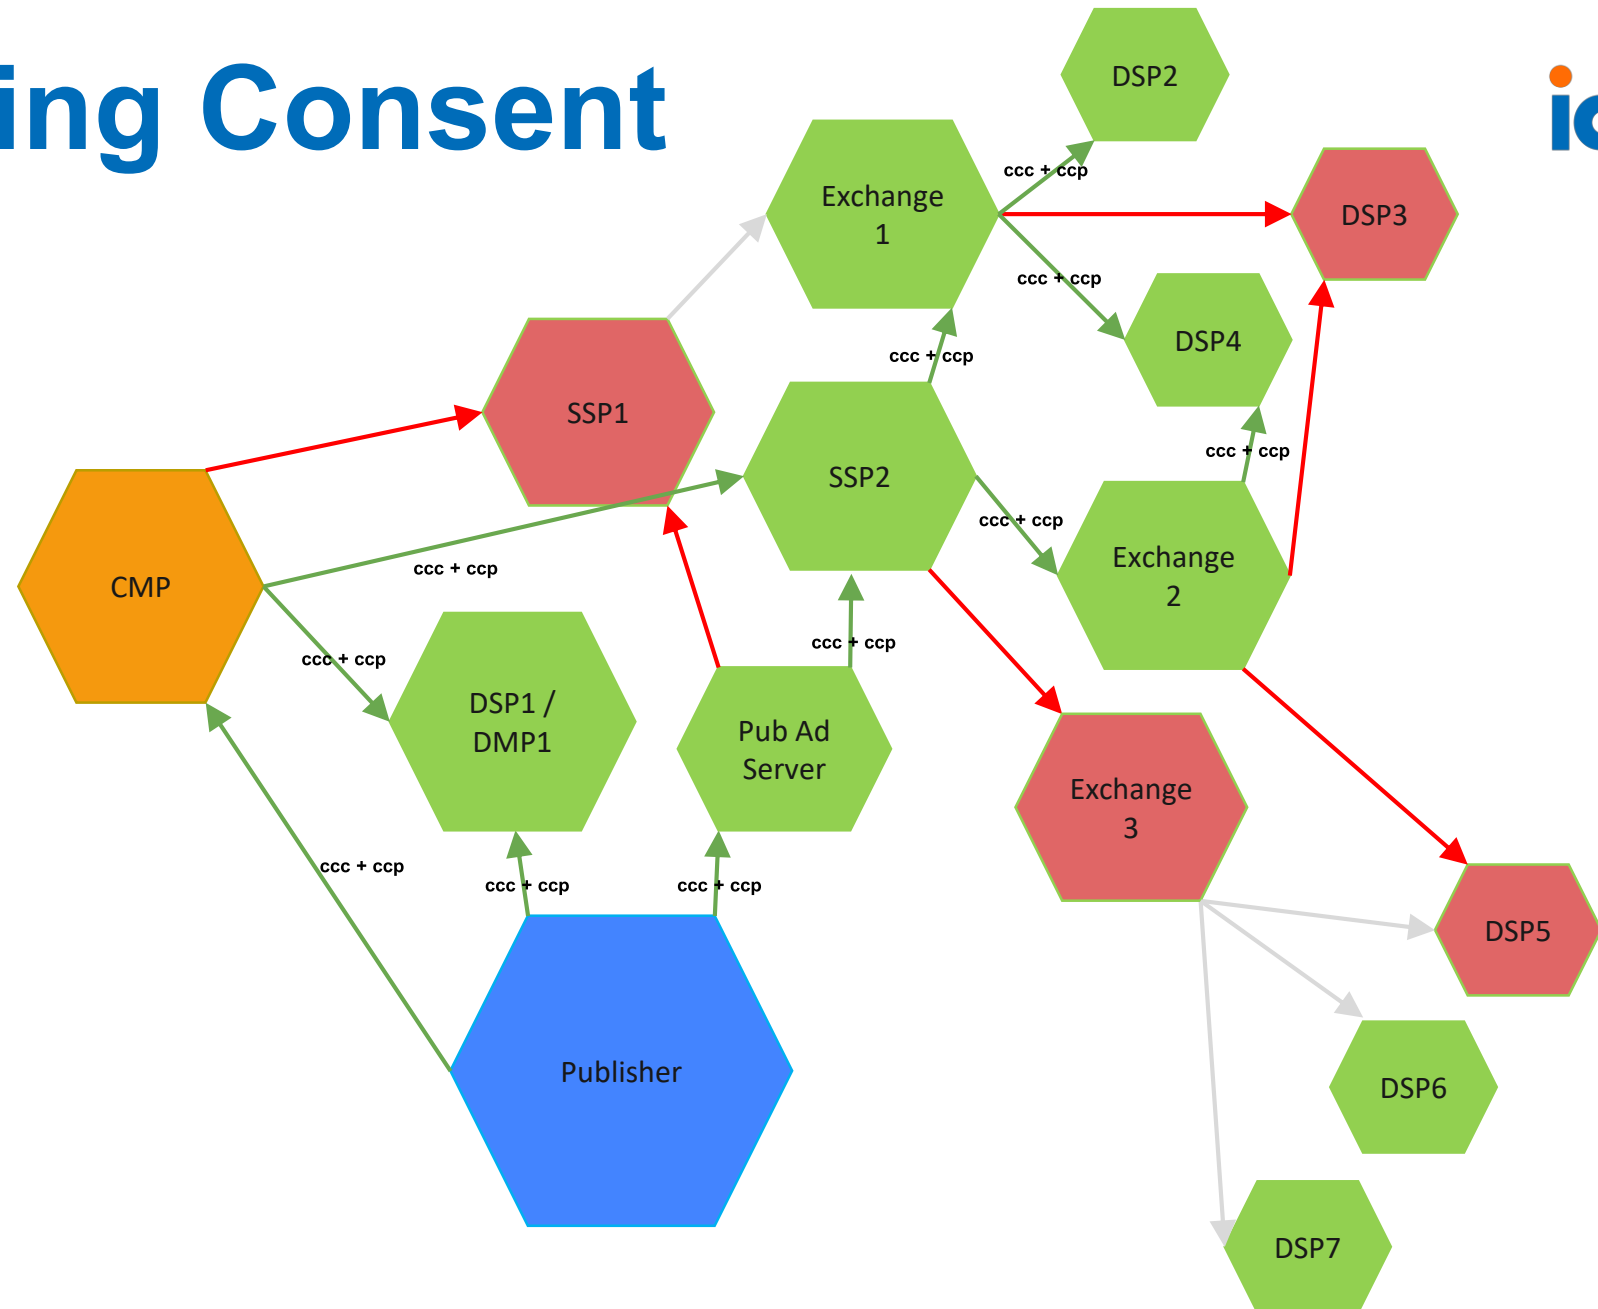 ing Consent
DSP2
ccc + ccp
Exchange
1
DSP3
ccc + ccp
DSP4
ccc + ccp
SSP1
SSP2
ccc + ccp
ccc + ccp
Exchange
2
CMP
ccc + ccp
ccc + ccp
ccc + ccp
DSP1 /
DMP1
Pub Ad
Server
Exchange
3
ccc + ccp
ccc + ccp
ccc + ccp
DSP5
Publisher
DSP6
DSP7